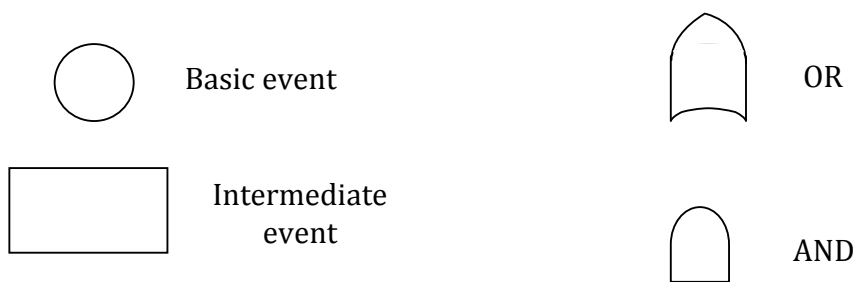 Basic event
OR
Intermediate
event
AND